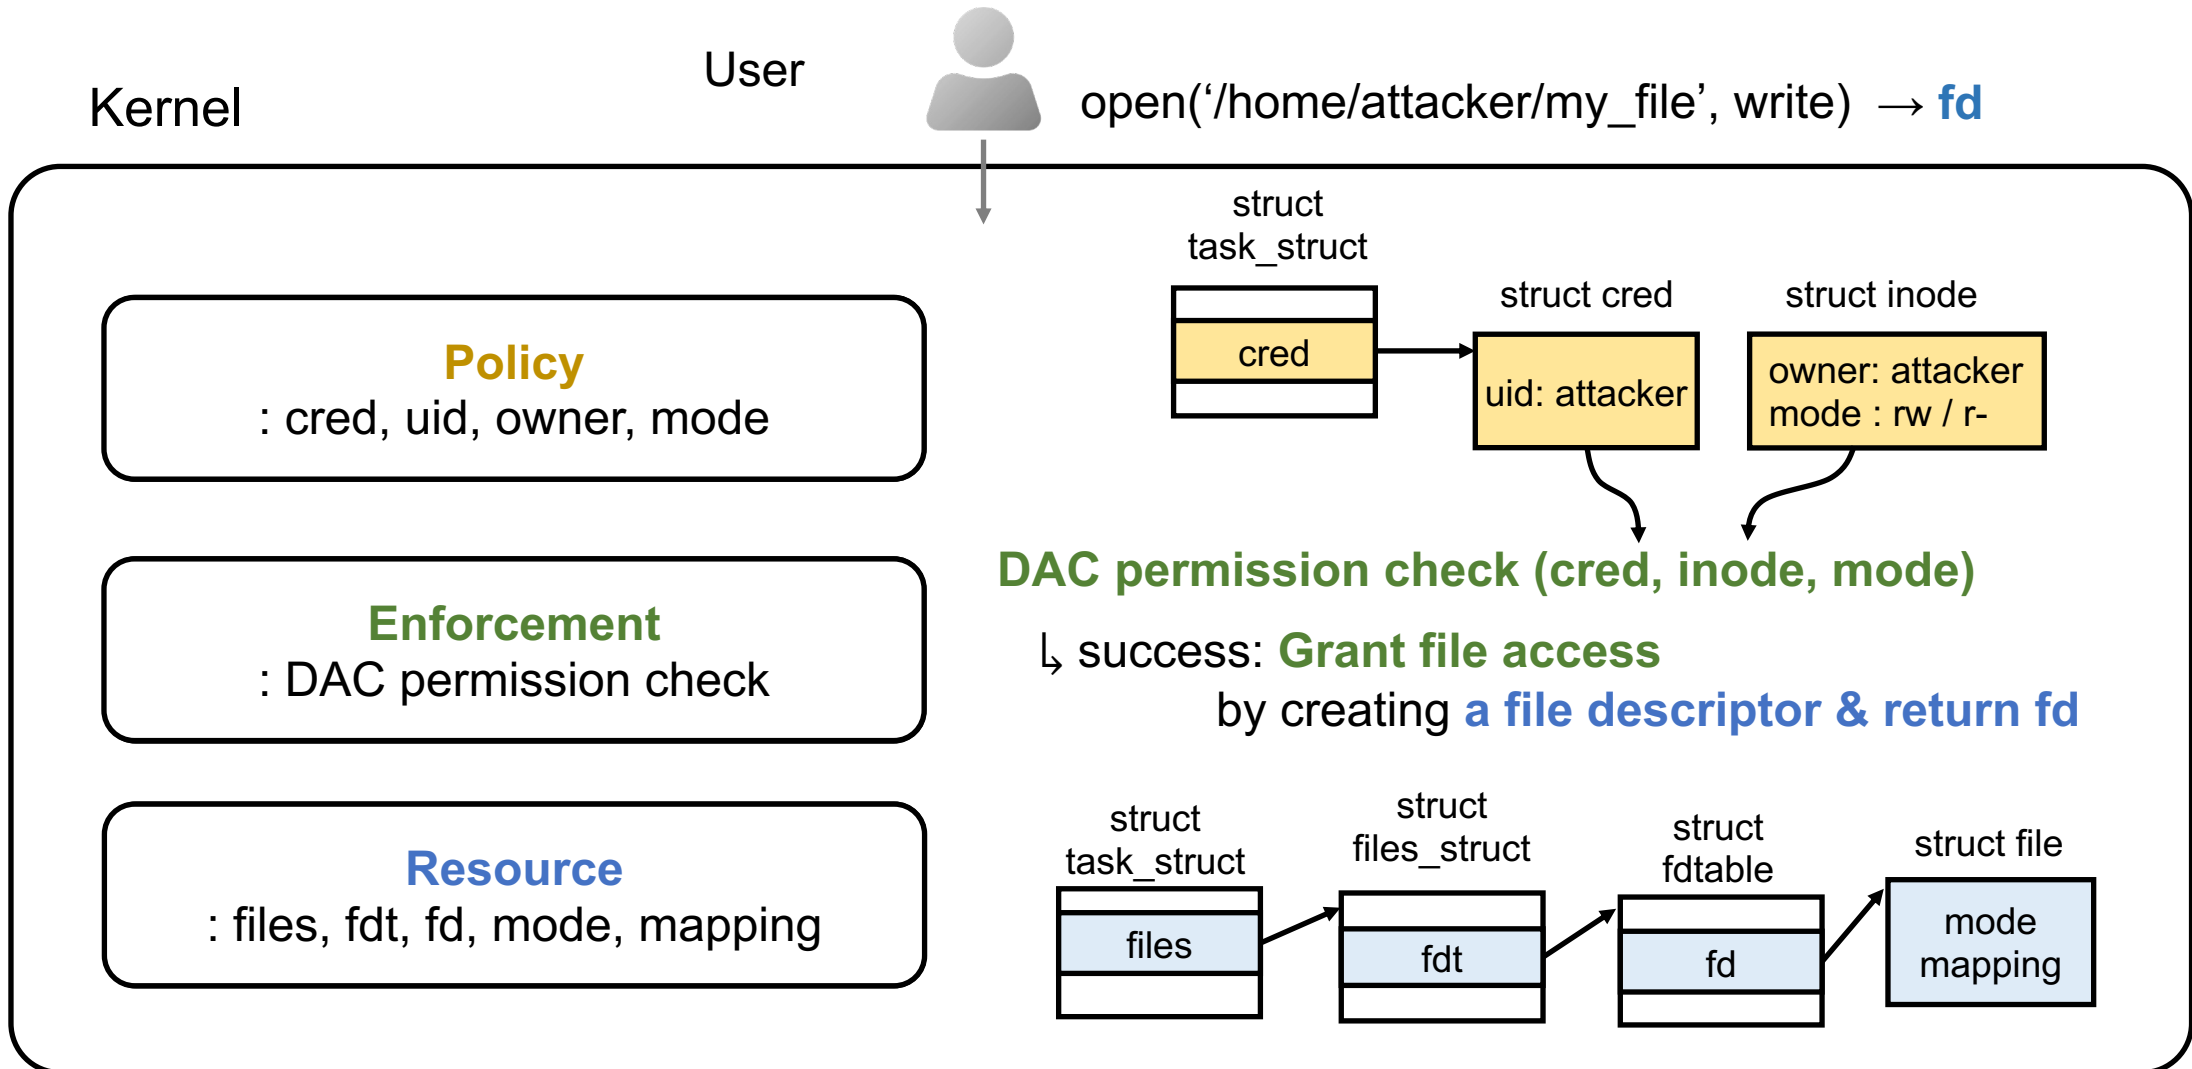 User
Kernel
open(‘/home/attacker/my_file’, write) → fd
Policy
: cred, uid, owner, mode
Enforcement
: DAC permission check
Resource
: files, fdt, fd, mode, mapping
struct
task_struct
cred
struct cred
uid: attacker
struct inode
owner: attacker
mode : rw / r-
DAC permission check (cred, inode, mode)
↳ success: Grant file access
by creating a file descriptor & return fd
struct
task_struct
files
struct
files_struct
fdt
struct
fdtable
fd
struct file
mode
mapping